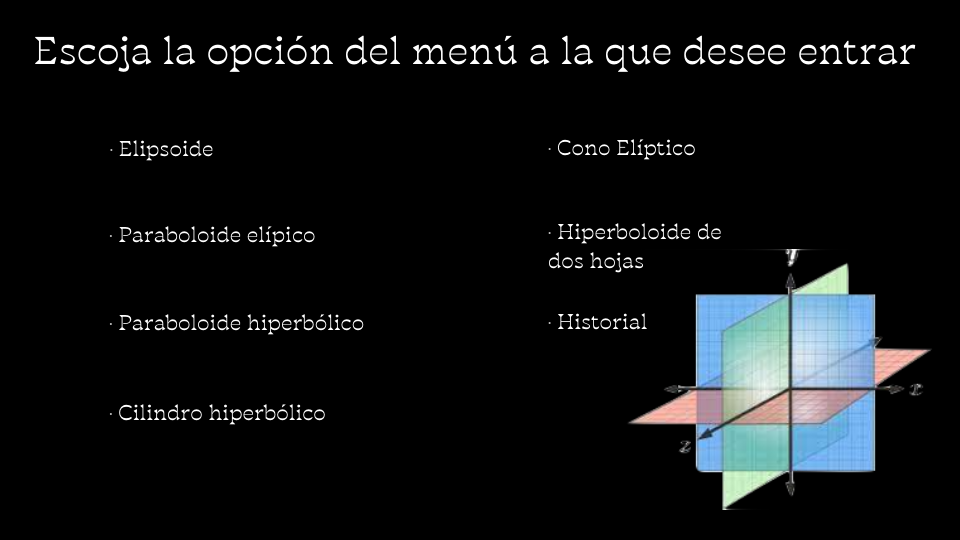 Escoja la opción del menú a la que desee entrar
· Elipsoide
· Paraboloide elípico
· Paraboloide hiperbólico
· Cilindro hiperbólico
· Cono Elíptico
· Hiperboloide de
dos hojas
· Historial
y
x
z